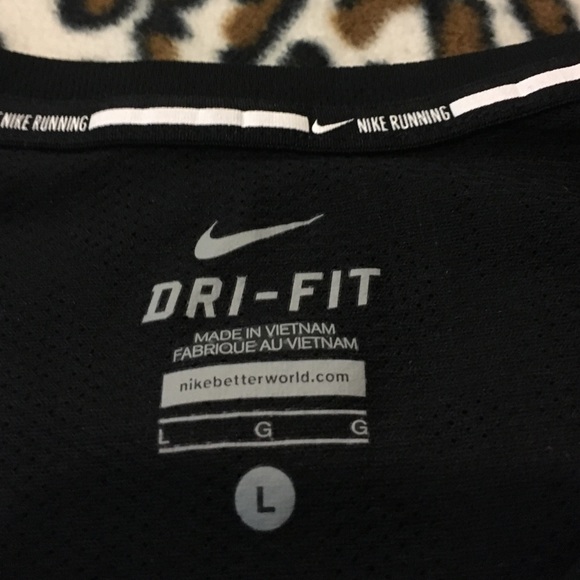 NIKE RUNNING NIKE RUNNING
DRI-FIT
MADE IN VIETNAM
FABRIQUE AU VIETNAM
nikebetterworld.com
L G G
L